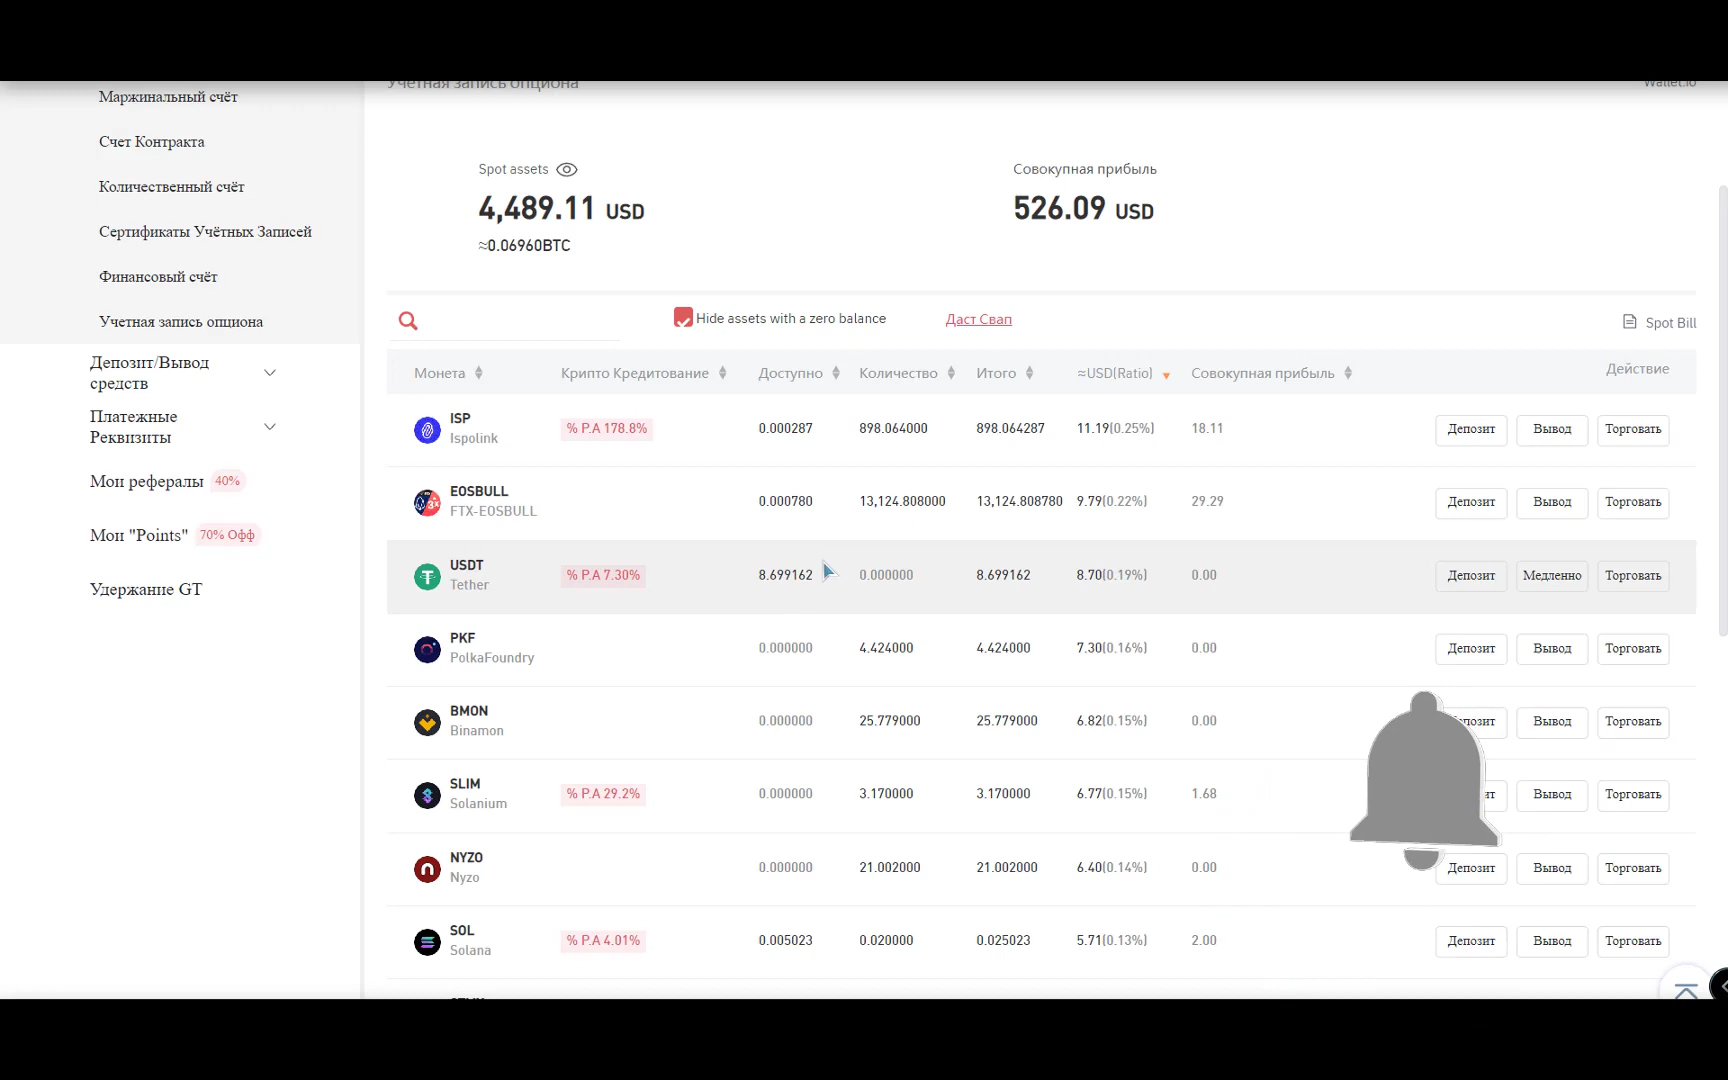 Учетная запись опциона
Wallet.io
Маржинальный счёт
Счет Контракта
Количественный счёт
Сертификаты Учётных Записей
Финансовый счёт
Учетная запись опциона
Депозит/Вывод
средств
Платежные
Реквизиты
Мои рефералы 40%
Мои "Points" 70% Офф
Удержание GT
Spot assets
4,489.11 USD
≈0.06960BTC
Совокупная прибыль
526.09 USD
Hide assets with a zero balance
Даст Свап
Spot Bill
Монета Крипто Кредитование Доступно Количество Итого ≈USD(Ratio) Совокупная прибыль Действие
ISP
Ispolink
% P.A 178.8% 0.000287 898.064000 898.064287 11.19(0.25%) 18.11 Депозит Вывод Торговать
EOSBULL
FTX-EOSBULL
0.000780 13,124.808000 13,124.808780 9.79(0.22%) 29.29 Депозит Вывод Торговать
USDT
Tether
% P.A 7.30% 8.699162 0.000000 8.699162 8.70(0.19%) 0.00 Депозит Медленно Торговать
PKF
PolkaFoundry
0.000000 4.424000 4.424000 7.30(0.16%) 0.00 Депозит Вывод Торговать
BMON
Binamon
0.000000 25.779000 25.779000 6.82(0.15%) 0.00 Вывод Торговать
SLIM
Solanium
% P.A 29.2% 0.000000 3.170000 3.170000 6.77(0.15%) 1.68 Вывод Торговать
NYZO
Nyzo
0.000000 21.002000 21.002000 6.40(0.14%) 0.00 Депозит Вывод Торговать
SOL
Solana
% P.A 4.01% 0.005023 0.020000 0.025023 5.71(0.13%) 2.00 Депозит Вывод Торговать